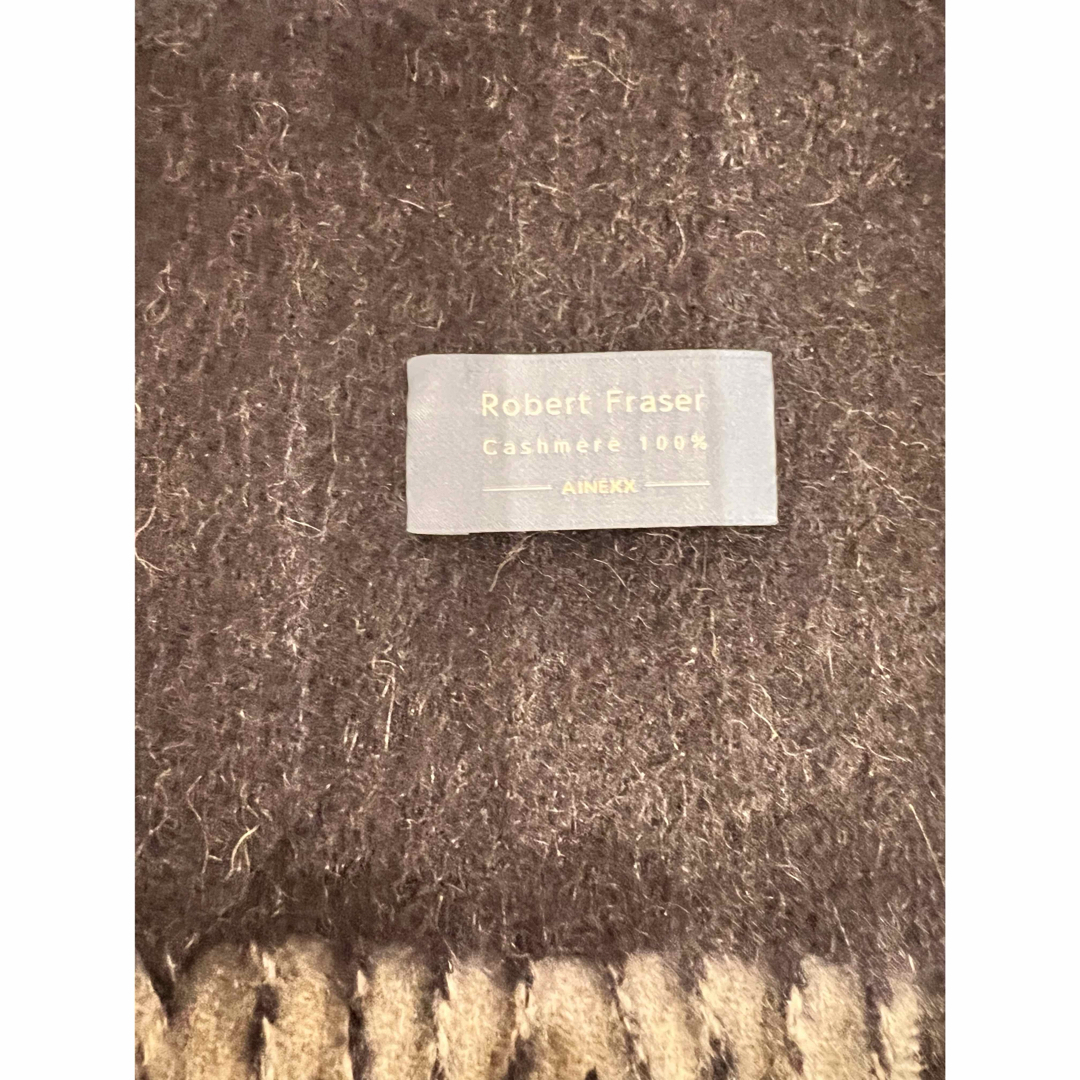 Robert Fraser
Cashmere 100%
AINEXX